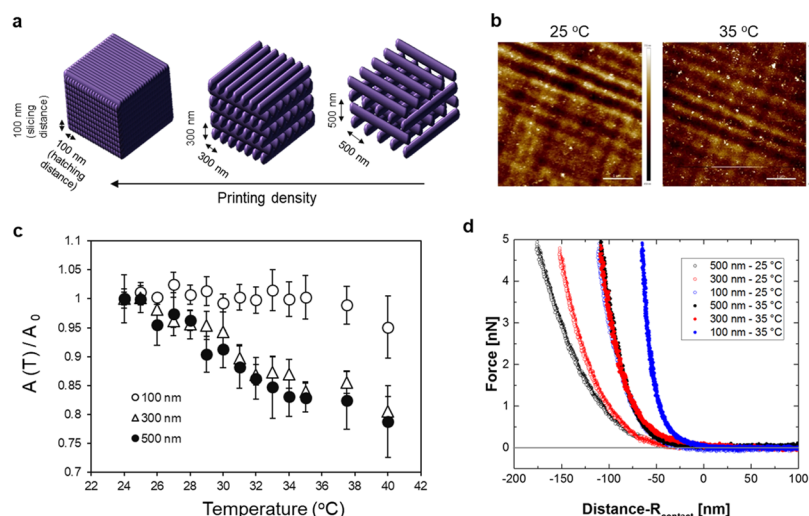 a
100 nm
(slicing
distance)
100 nm
(hatching
distance)
300 nm
300 nm
500 nm
500 nm
Printing density
b
25 °C
35 °C
c
A (T) / A0
1.1
1.05
1
0.95
0.9
0.85
0.8
0.75
0.7
100 nm
300 nm
500 nm
22 24 26 28 30 32 34 36 38 40 42
Temperature (°C)
d
Force [nN]
5
4
3
2
1
0
500 nm - 25 °C
300 nm - 25 °C
100 nm - 25 °C
500 nm - 35 °C
300 nm - 35 °C
100 nm - 35 °C
-200 -150 -100 -50 0 50 100
Distance-Rcontact [nm]